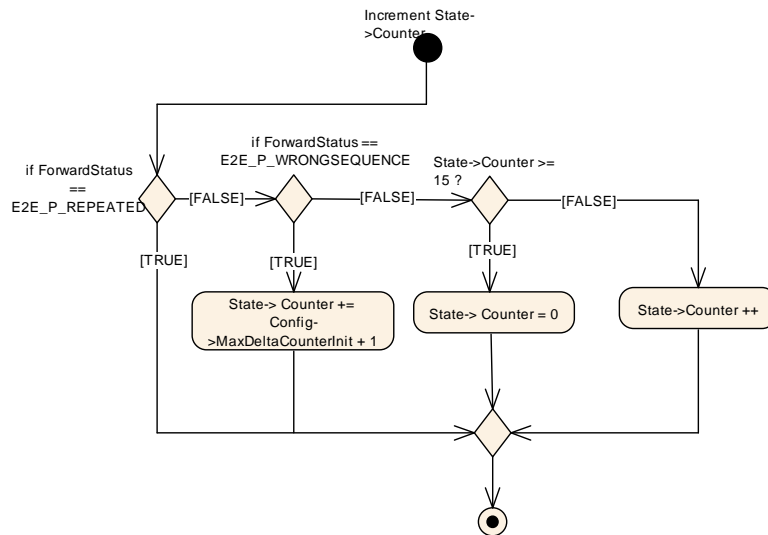 Increment State-
>Counter
if ForwardStatus ==
E2E_P_WRONGSEQUENCE
if ForwardStatus
==
E2E_P_REPEATED
State->Counter >=
15 ?
[FALSE]
[FALSE]
[FALSE]
[TRUE]
[TRUE]
[TRUE]
State-> Counter +=
Config-
>MaxDeltaCounterInit + 1
State-> Counter = 0
State->Counter ++